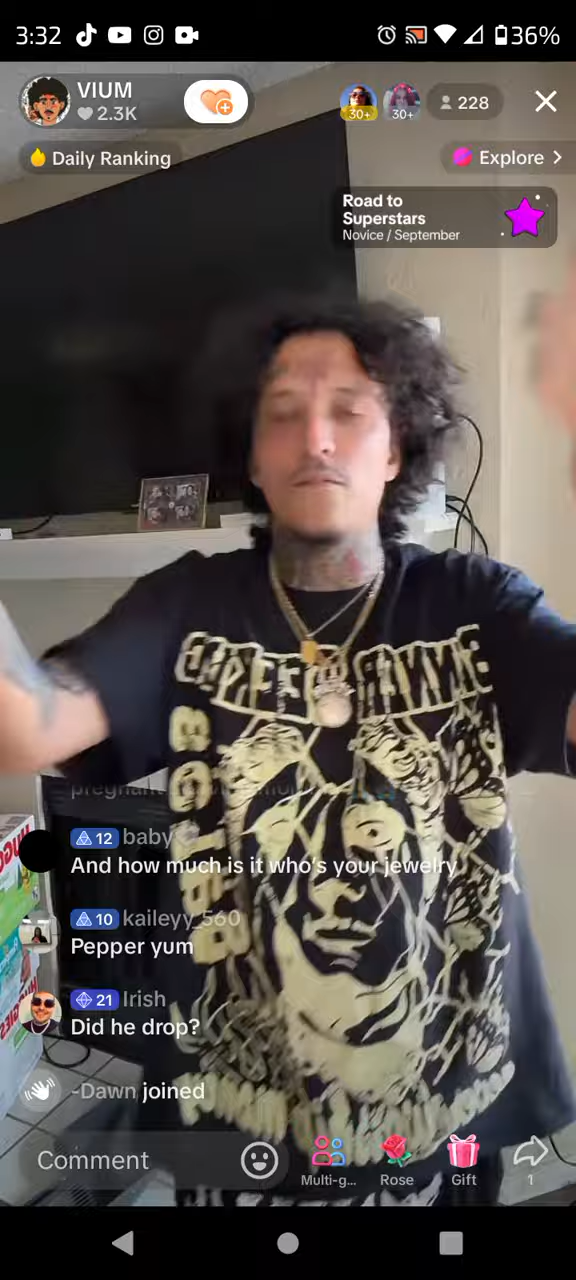 3:32
36%
VIUM
2.3K
30+
30+
228
Daily Ranking
Explore
Road to
Superstars
Novice / September
12 baby
And how much is it who's your jewelry
10 kaileyy_560
Pepper yum
21 Irish
Did he drop?
-Dawn joined
Comment
Multi-g...
Rose
Gift
1